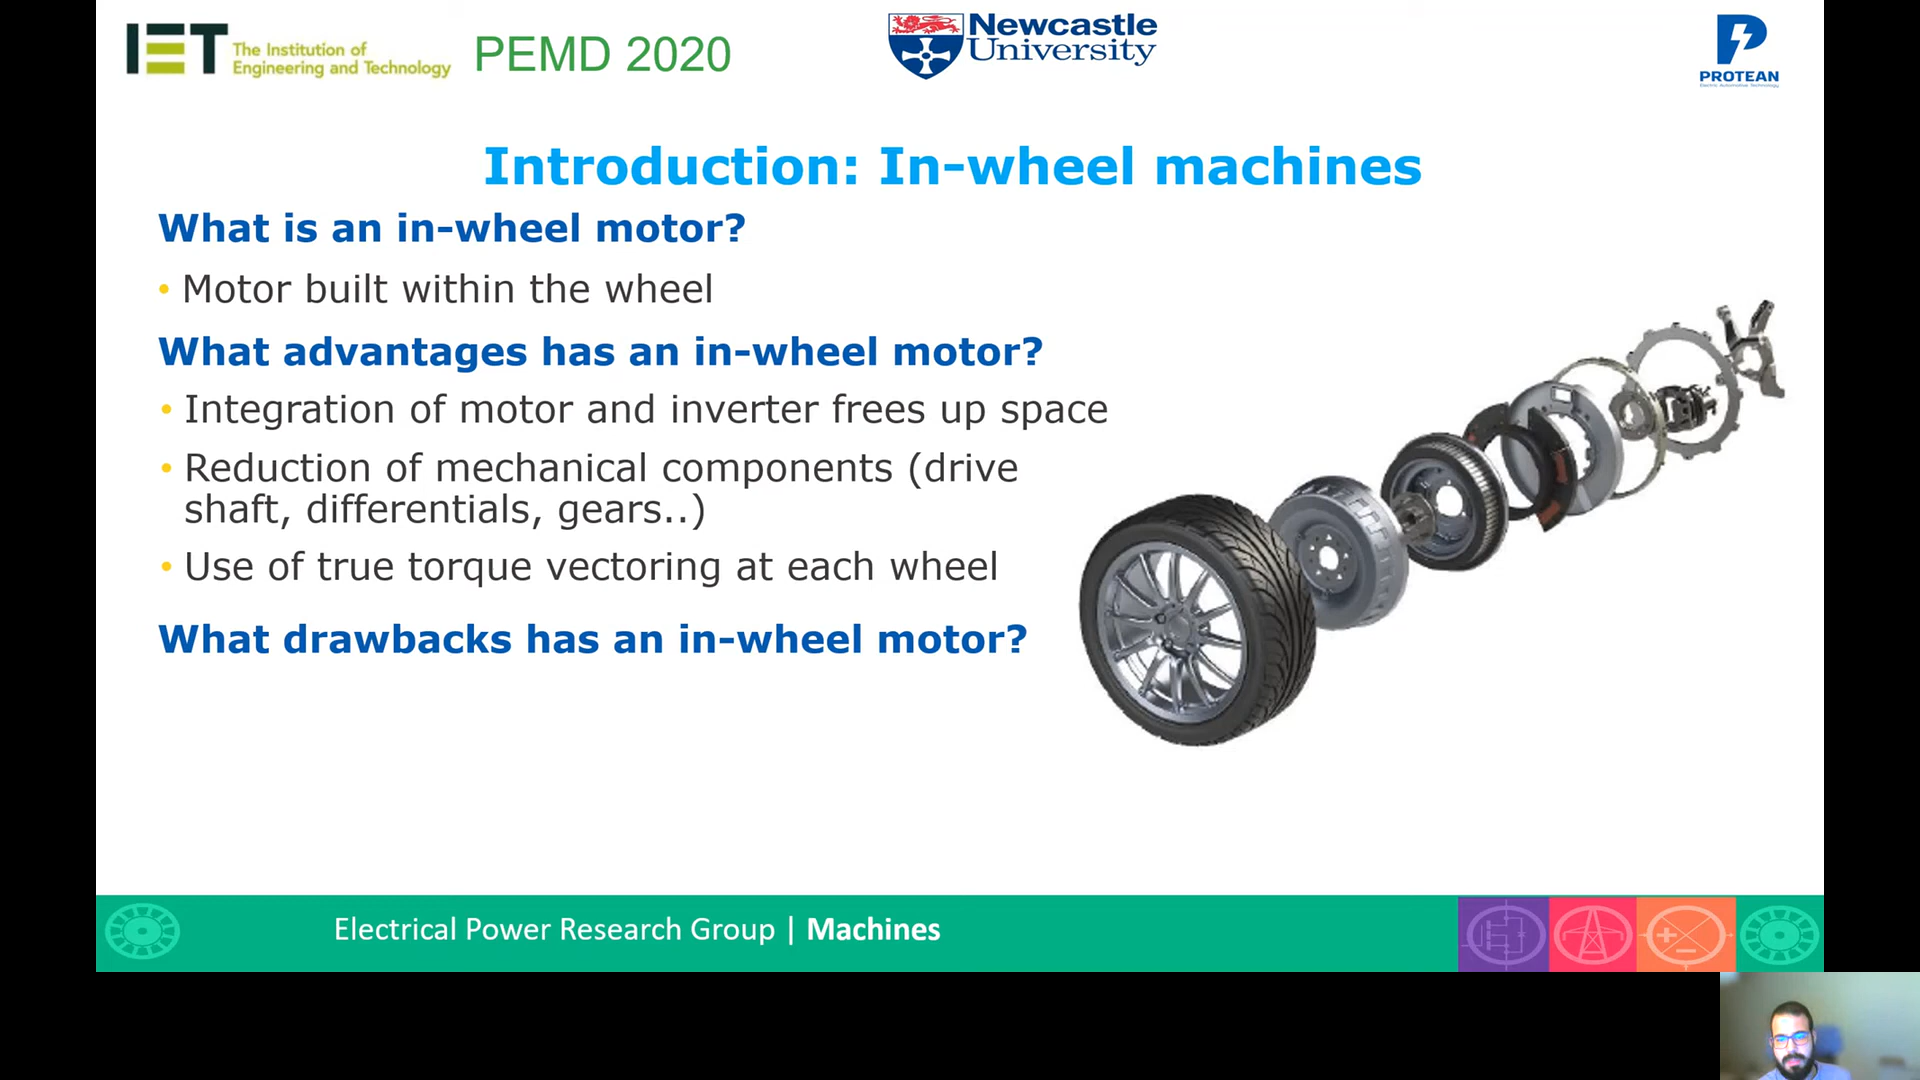 IET The Institution of
Engineering and Technology
PEMD 2020
Newcastle
University
PROTEAN
Introduction: In-wheel machines
What is an in-wheel motor?
• Motor built within the wheel
What advantages has an in-wheel motor?
• Integration of motor and inverter frees up space
• Reduction of mechanical components (drive
shaft, differentials, gears..)
• Use of true torque vectoring at each wheel
What drawbacks has an in-wheel motor?
Electrical Power Research Group | Machines